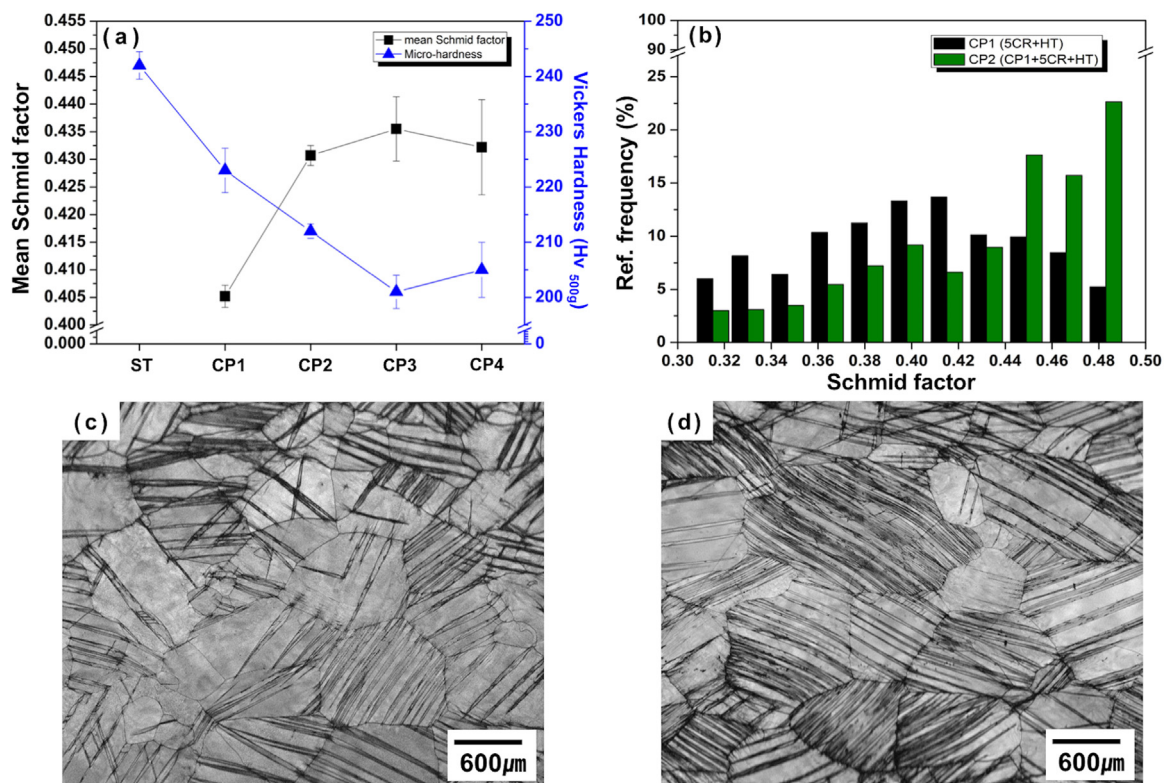 (a)
mean Schmid factor
Micro-hardness
Mean Schmid factor
0.455
0.450
0.445
0.440
0.435
0.430
0.425
0.420
0.415
0.410
0.405
0.400
0.000
ST CP1 CP2 CP3 CP4
250
240
230
220
210
200
0
Vickers Hardness (Hv 500g)
(b)
CP1 (5CR+HT)
CP2 (CP1+5CR+HT)
Ref. frequency (%)
100
90
25
20
15
10
5
0
0.30 0.32 0.34 0.36 0.38 0.40 0.42 0.44 0.46 0.48 0.50
Schmid factor
(c)
600μm
(d)
600μm